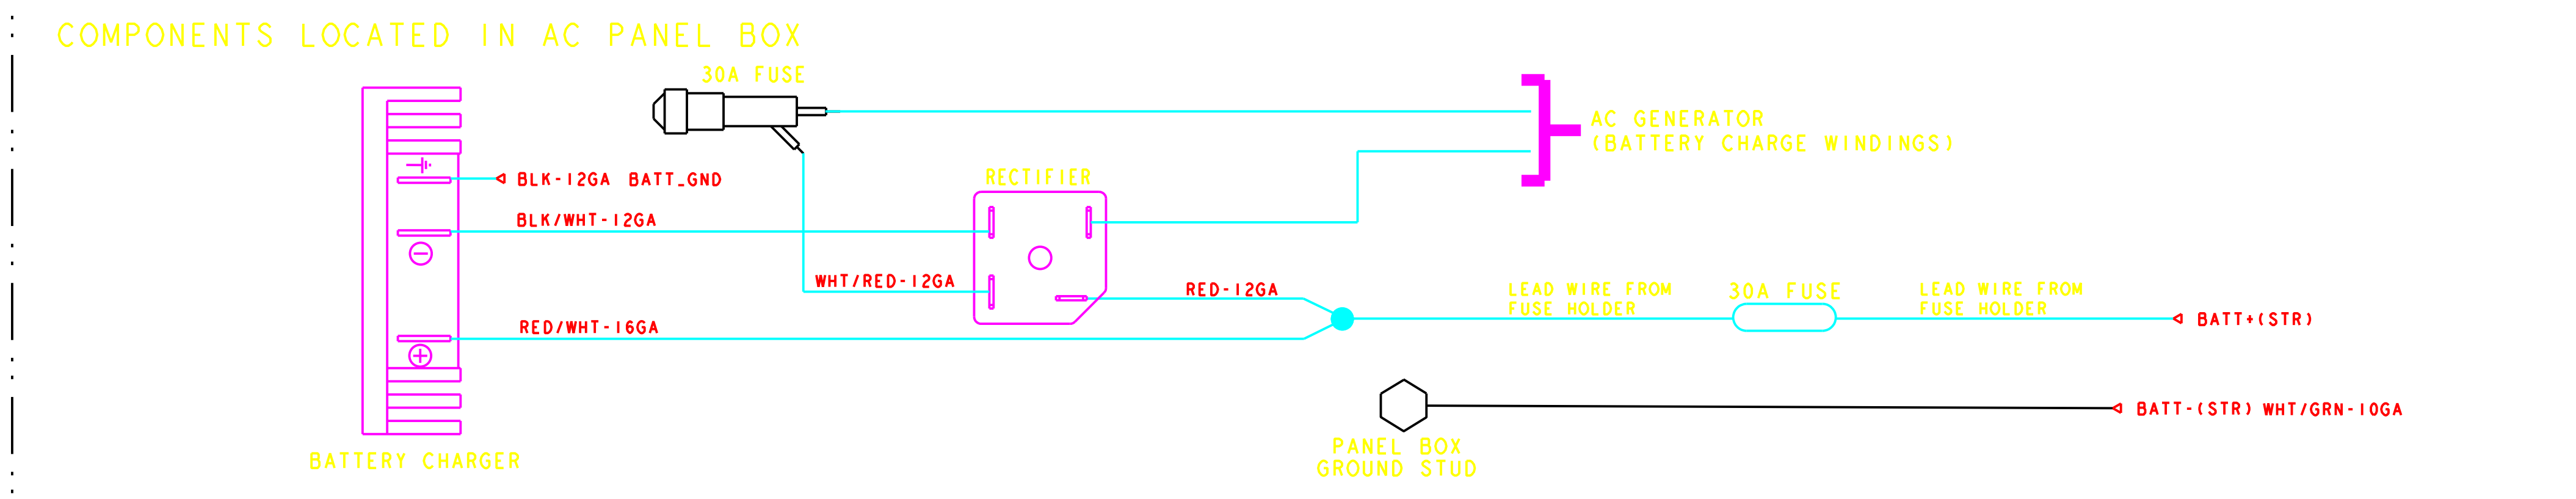 COMPONENTS LOCATED IN AC PANEL BOX
30A FUSE
AC GENERATOR
(BATTERY CHARGE WINDINGS)
BLK-12GA BATT_GND
RECTIFIER
BLK/WHT-12GA
WHT/RED-12GA
RED-12GA
LEAD WIRE FROM
FUSE HOLDER
30A FUSE
LEAD WIRE FROM
FUSE HOLDER
BATT+(STR)
RED/WHT-16GA
BATT-(STR) WHT/GRN-10GA
PANEL BOX
GROUND STUD
BATTERY CHARGER